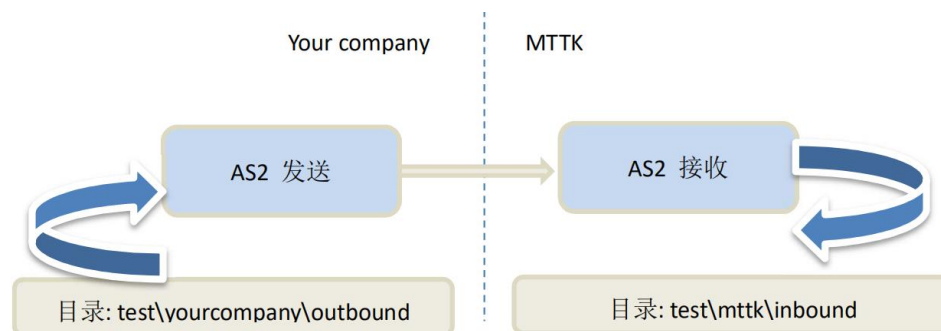 Your company
MTTK
AS2 发送
AS2 接收
目录: test\yourcompany\outbound
目录: test\mttk\inbound